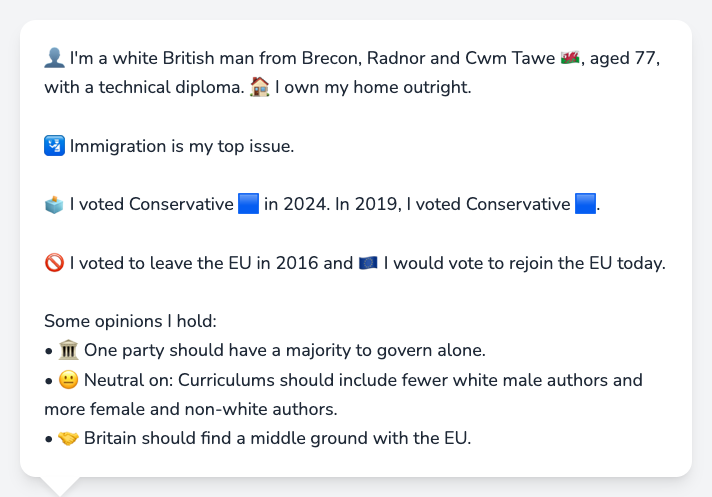 👤 I'm a white British man from Brecon, Radnor and Cwm Tawe 🏴󠁧󠁢󠁷󠁬󠁳󠁿, aged 77,
with a technical diploma. 🏠 I own my home outright.
🛂 Immigration is my top issue.
🗳️ I voted Conservative 🟦 in 2024. In 2019, I voted Conservative 🟦.
🚫 I voted to leave the EU in 2016 and 🇪🇺 I would vote to rejoin the EU today.
Some opinions I hold:
• 🏛️ One party should have a majority to govern alone.
• 😐 Neutral on: Curriculums should include fewer white male authors and
more female and non-white authors.
• 🤝 Britain should find a middle ground with the EU.